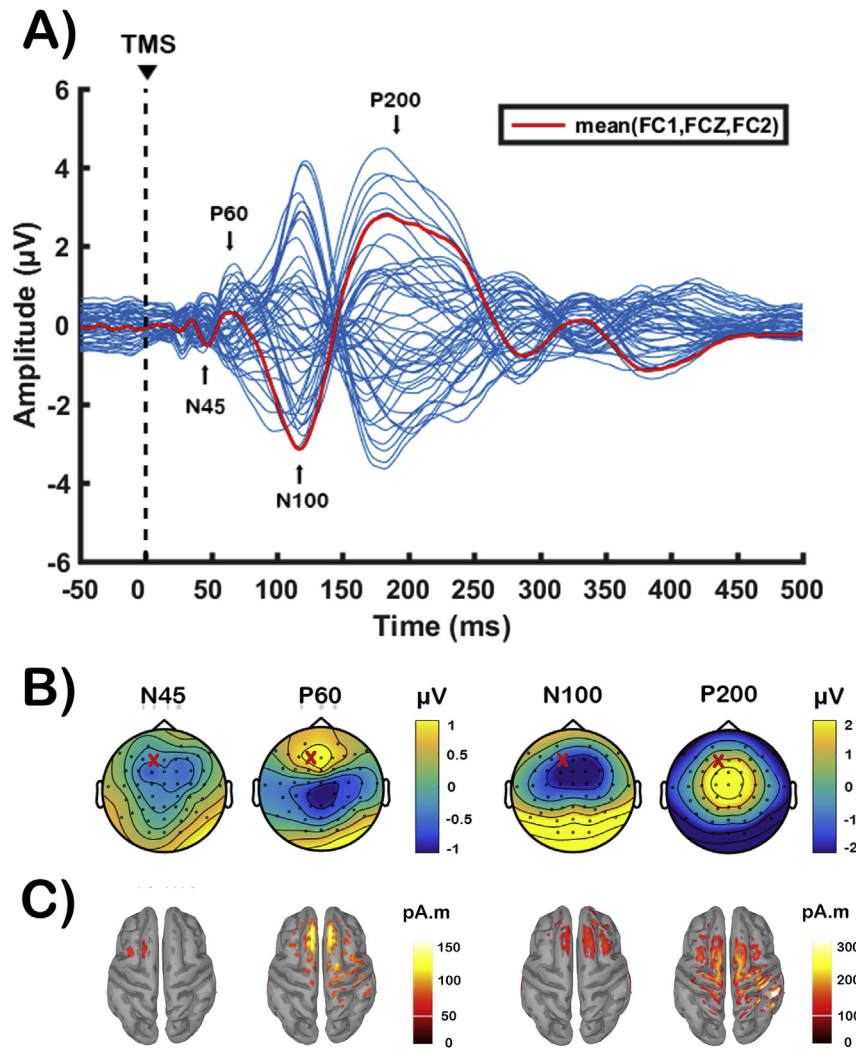 A)
TMS
6
4
2
0
-2
-4
-6
Amplitude (µV)
P200
mean(FC1,FCZ,FC2)
P60
N45
N100
-50 0 50 100 150 200 250 300 350 400 450 500
Time (ms)
B)
N45 P60 µV N100 P200 µV
X X X X
1
0.5
0
-0.5
-1
2
1
0
-1
-2
C)
pA.m pA.m
150
100
50
0
300
200
100
0